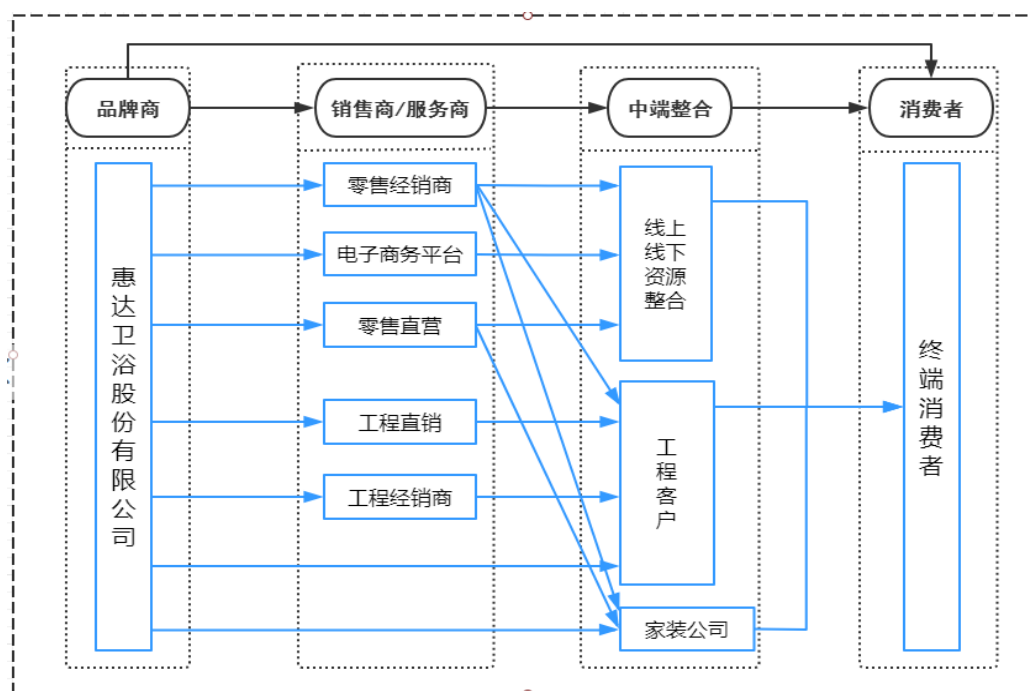 品牌商
销售商/服务商
中端整合
消费者
惠达卫浴股份有限公司
零售经销商
电子商务平台
零售直营
工程直销
工程经销商
线上
线下
资源
整合
工程客户
家装公司
终端消费者